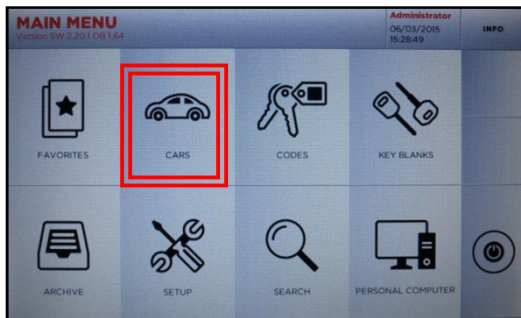 MAIN MENU
Version SW 2.20.1 DB 1.64
Administrator
06/03/2015
15:28:49
INFO
FAVORITES
CARS
CODES
KEY BLANKS
ARCHIVE
SETUP
SEARCH
PERSONAL COMPUTER